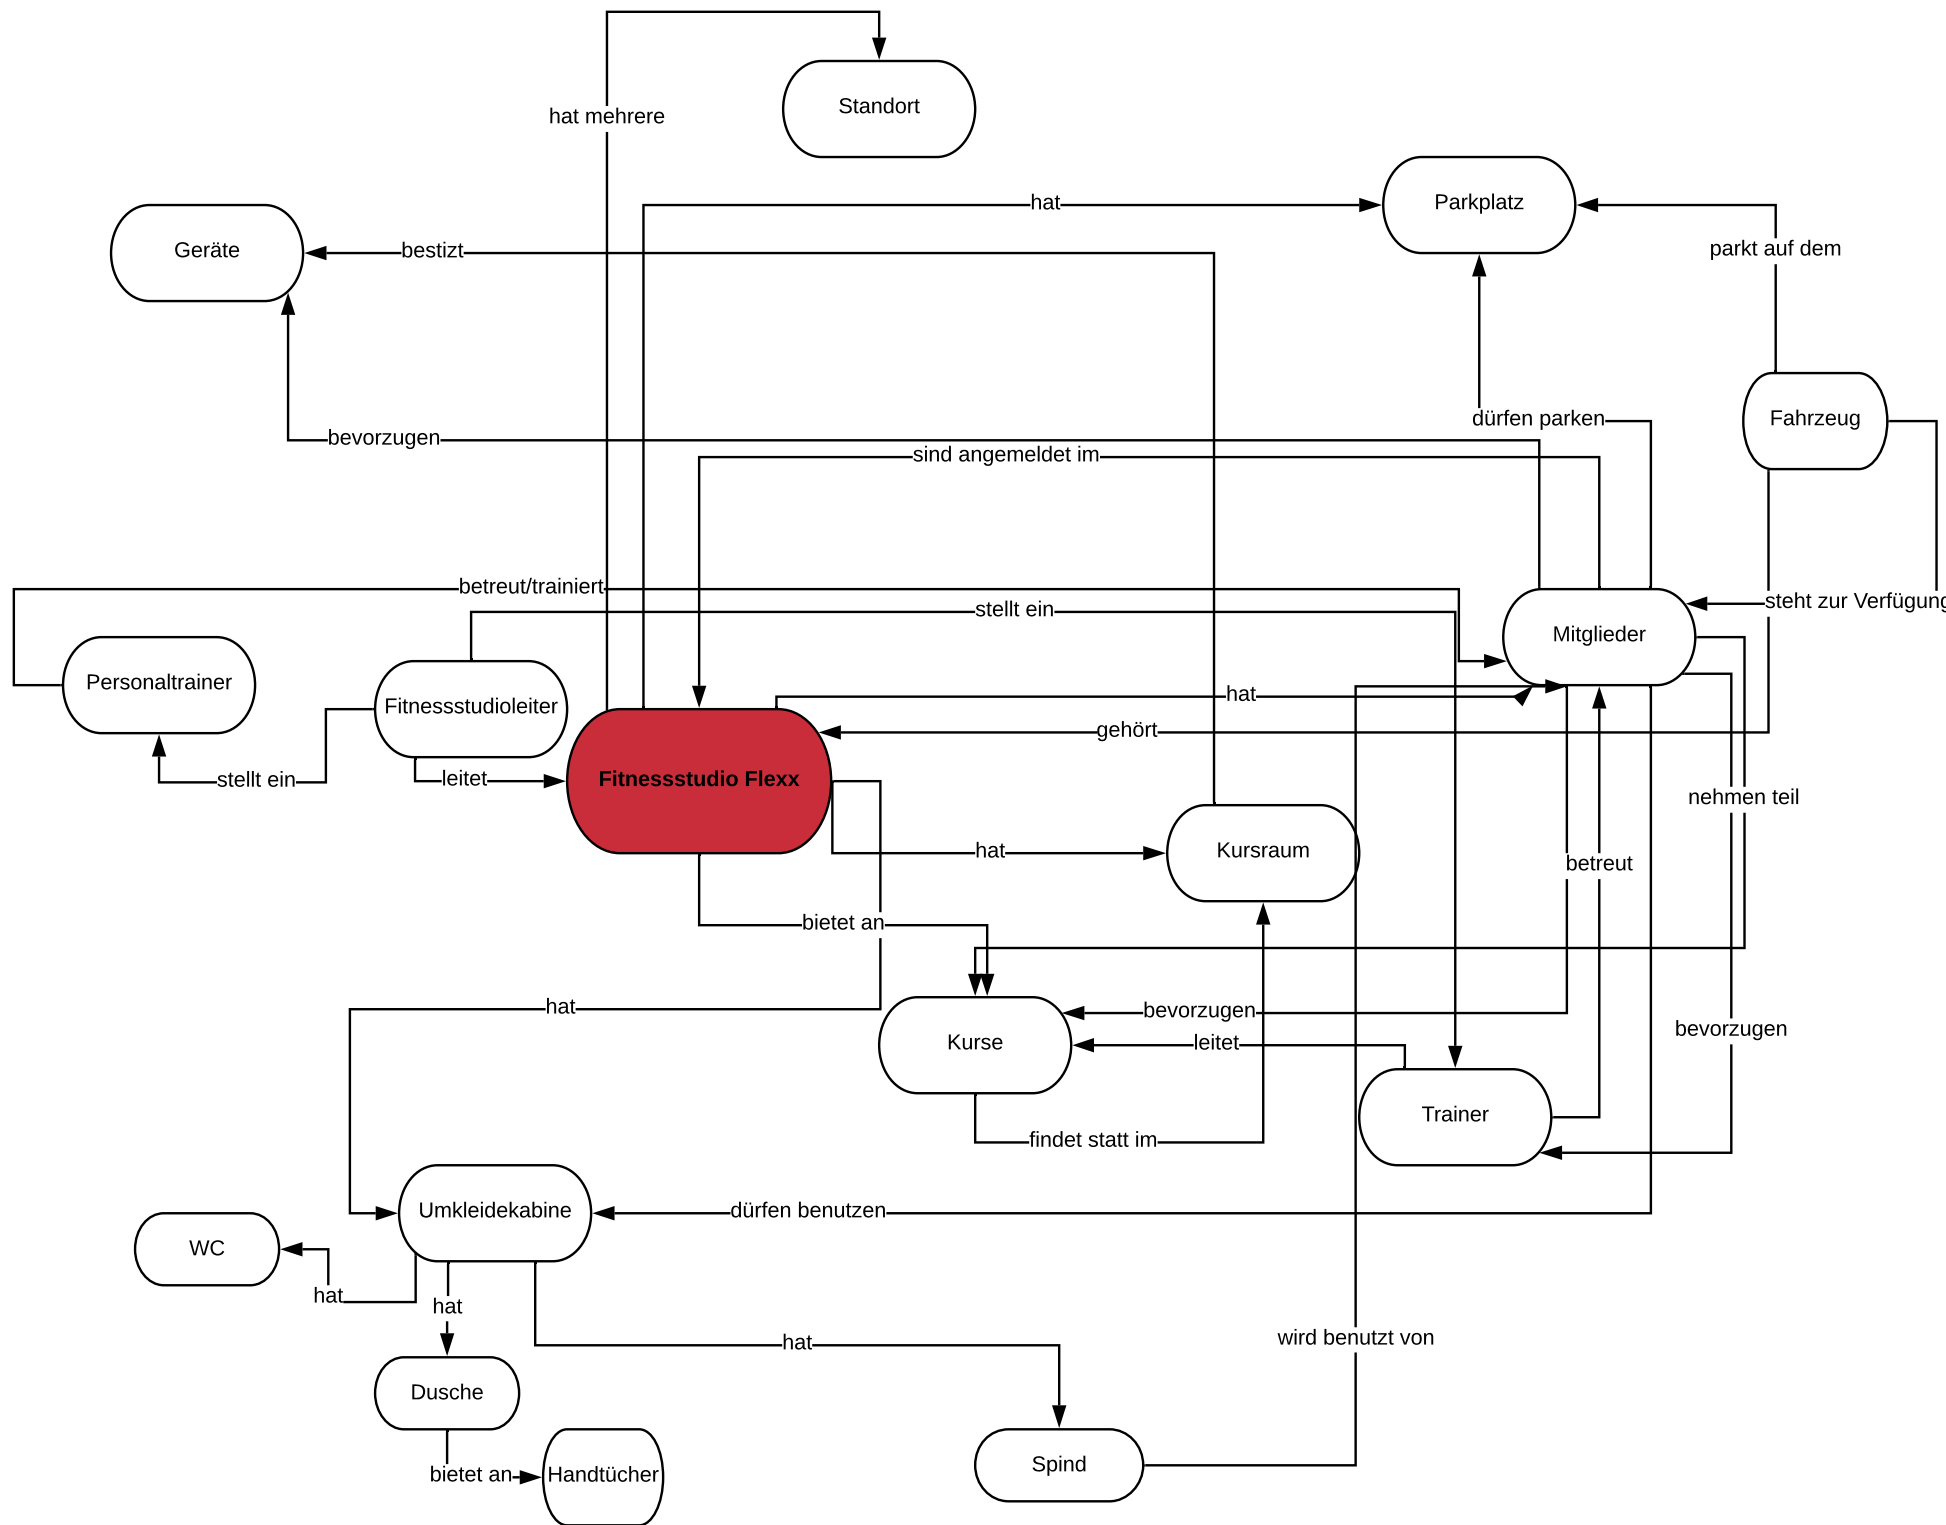 Standort
hat mehrere
Parkplatz
hat
Geräte
bestizt
parkt auf dem
dürfen parken
Fahrzeug
bevorzugen
sind angemeldet im
betreut/trainiert
stellt ein
steht zur Verfügung
Mitglieder
Personaltrainer
Fitnessstudioleiter
hat
gehört
stellt ein
leitet
Fitnessstudio Flexx
nehmen teil
hat
Kursraum
betreut
bietet an
hat
bevorzugen
bevorzugen
Kurse
leitet
Trainer
findet statt im
Umkleidekabine
dürfen benutzen
WC
hat
hat
hat
wird benutzt von
Dusche
bietet an
Handtücher
Spind